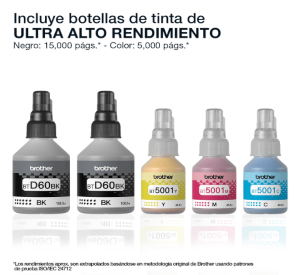 Incluye botellas de tinta de
ULTRA ALTO RENDIMIENTO
Negro: 15,000 págs.* - Color: 5,000 págs.*
brother brother brother brother brother
BTD60BK BTD60BK BT5001Y BT5001M BT5001C
BK BK Y M C
*Los rendimientos aprox. son extrapolados basándose en metodología original de Brother usando patrones
de prueba ISO/IEC 24712